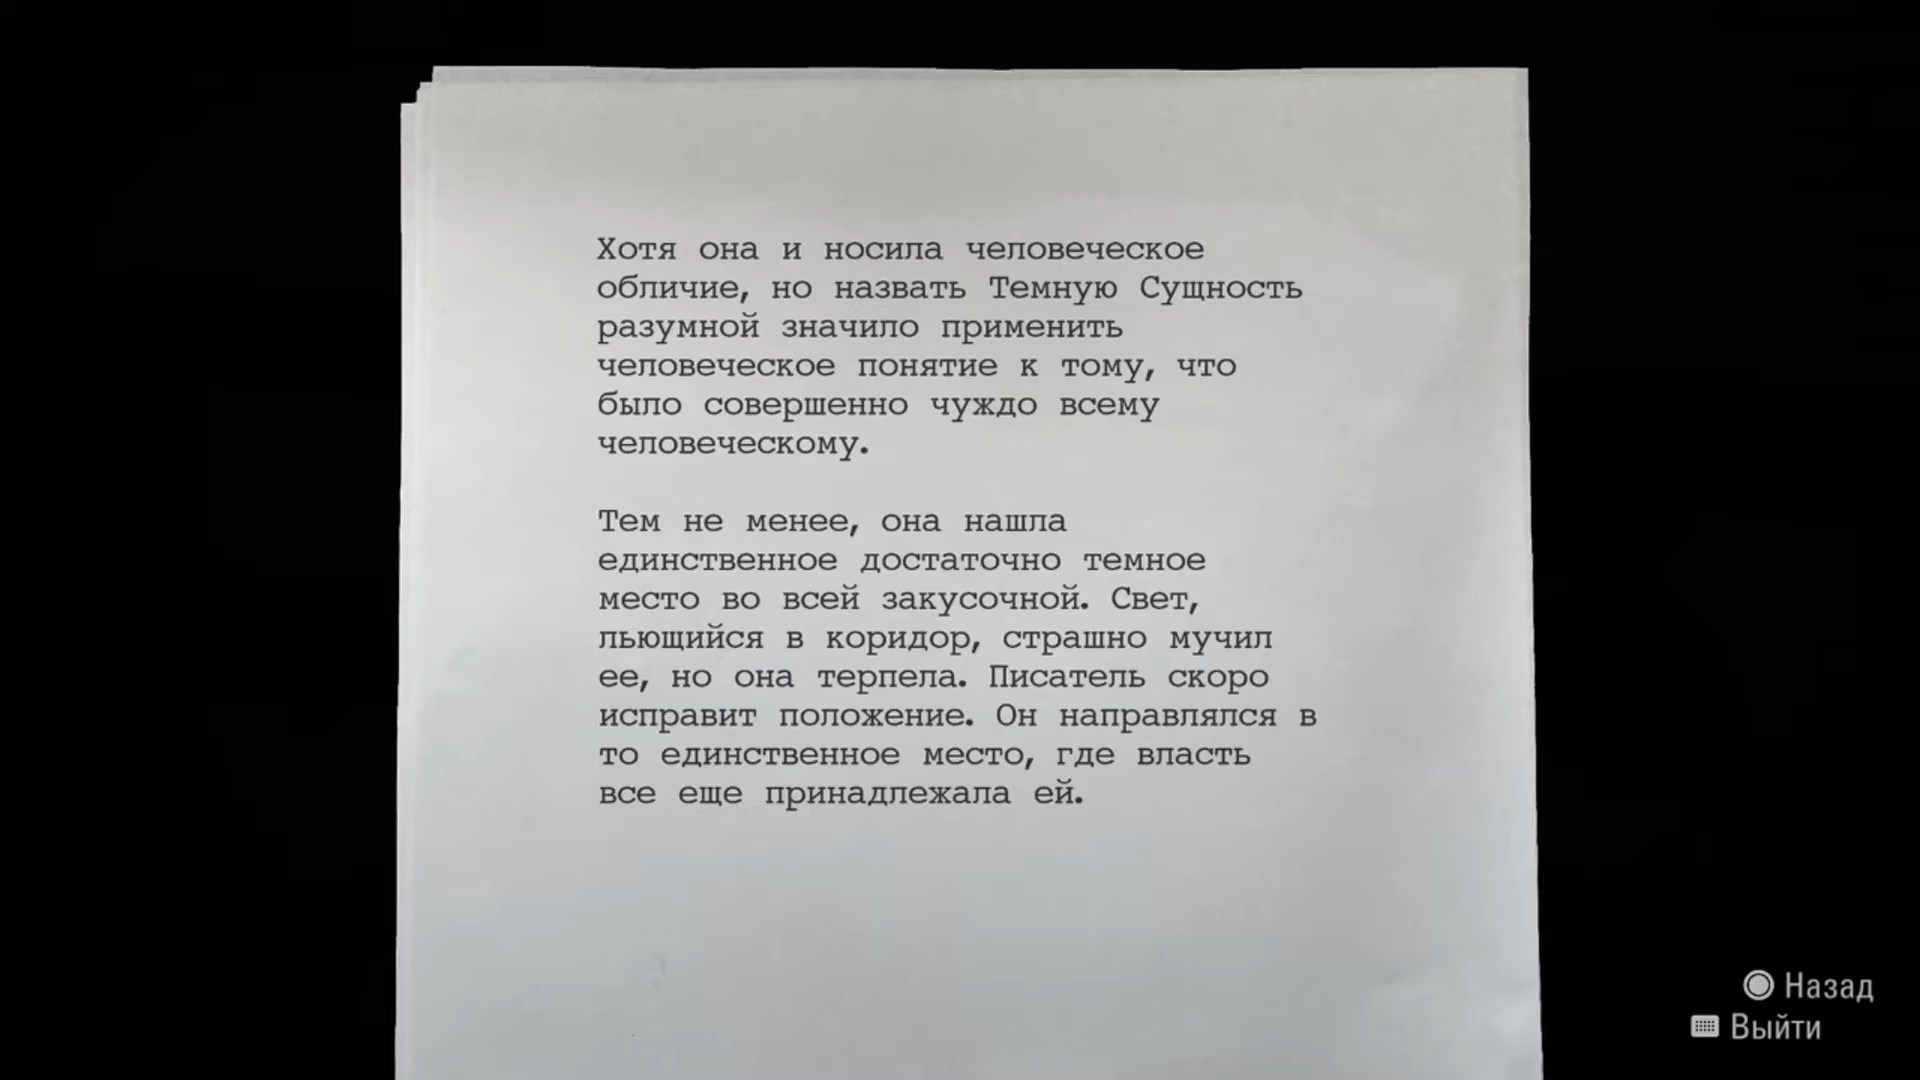 Хотя она и носила человеческое
обличие, но назвать Темную Сущность
разумной значило применить
человеческое понятие к тому, что
было совершенно чуждо всему
человеческому.
Тем не менее, она нашла
единственное достаточно темное
место во всей закусочной. Свет,
льющийся в коридор, страшно мучил
ее, но она терпела. Писатель скоро
исправит положение. Он направлялся в
то единственное место, где власть
все еще принадлежала ей.
Назад
Выйти